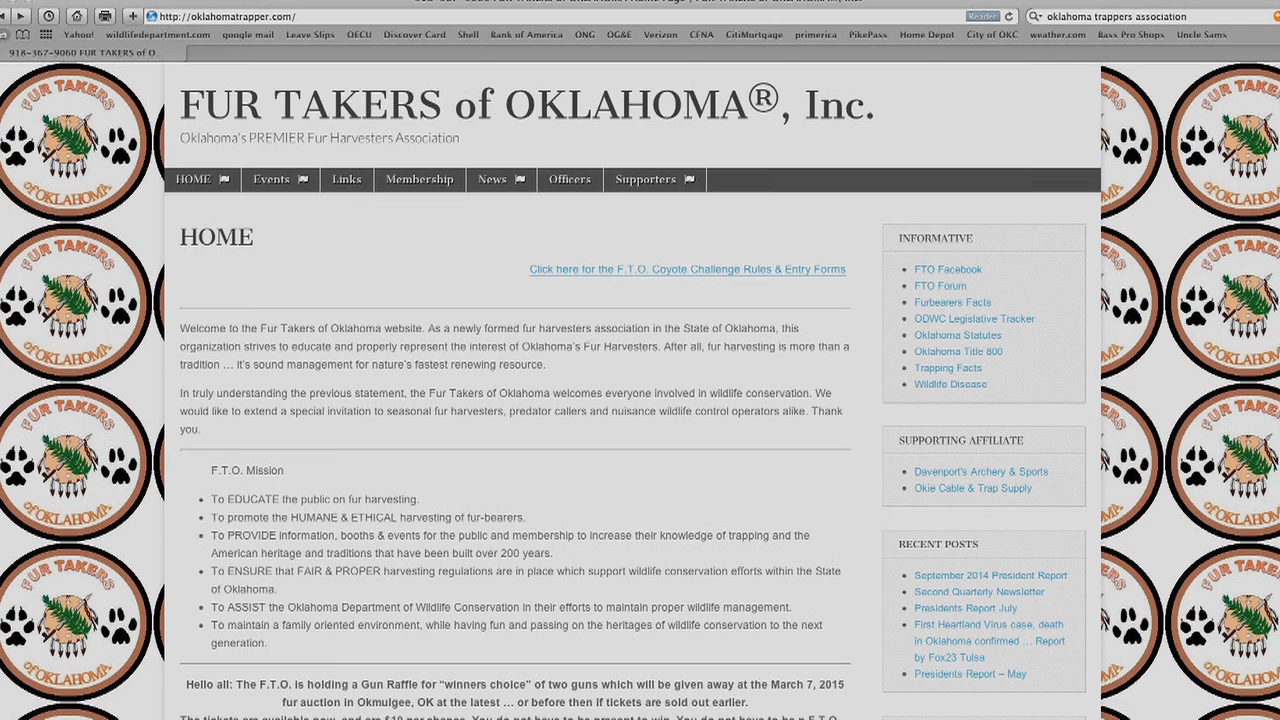 http://oklahomatrapper.com/
Reader
oklahoma trappers association
Yahoo! wildlifedepartment.com google mail Leave Slips OECU Discover Card Shell Bank of America ONG OG&E Verizon CENA CitiMortgage primerica PikePass Home Depot City of OKC weather.com Bass Pro Shops Uncle Sams
918-367-9060 FUR TAKERS of O...
FUR TAKERS of OKLAHOMA®, Inc.
Oklahoma's PREMIER Fur Harvesters Association
HOME Events Links Membership News Officers Supporters
HOME
Click here for the F.T.O. Coyote Challenge Rules & Entry Forms
Welcome to the Fur Takers of Oklahoma website. As a newly formed fur harvesters association in the State of Oklahoma, this
organization will educate and properly represent the interest of Oklahoma's Fur Harvesters. After all, fur harvesting is more than a
tradition … it's sound management for nature's fastest renewing resource.
In truly understanding the previous statement, the Fur Takers of Oklahoma welcomes everyone involved in wildlife conservation. We
would like to extend a special invitation to seasonal fur harvesters, predator callers and nuisance wildlife control operators alike. Thank
you.
F.T.O. Mission
To EDUCATE the public on fur harvesting.
To promote the HUMANE & ETHICAL harvesting of fur-bearers.
To PROVIDE information, booths & events for the public and membership to increase their knowledge of trapping and the
American heritage and traditions that have been built over 200 years.
To ENSURE that FAIR & PROPER harvesting regulations are in place which support wildlife conservation efforts within the State
of Oklahoma.
To ASSIST the Oklahoma Department of Wildlife Conservation in their efforts to maintain proper wildlife management.
To maintain a family oriented environment, while having fun and passing on the heritages of wildlife conservation to the next
generation.
Hello all: The F.T.O. is holding a Gun Raffle for "winners choice" of two guns which will be given away at the March 7, 2015
fur auction in Okmulgee, OK at the latest … or before then if tickets are sold out earlier.
INFORMATIVE
FTO Facebook
FTO Forum
Furbearers Facts
ODWC Legislative Tracker
Oklahoma Statutes
Oklahoma Title 800
Trapping Facts
Wildlife Disease
SUPPORTING AFFILIATE
Davenport's Archery & Sports
Okie Cable & Trap Supply
RECENT POSTS
September 2014 President Report
Second Quarterly Newsletter
Presidents Report July
First Heartland Virus case, death
in Oklahoma confirmed … Report
by Fox23 Tulsa
Presidents Report – May
FUR TAKERS
of OKLAHOMA
FUR TAKERS
of OKLAHOMA
FUR TAKERS
of OKLAHOMA
FUR TAKERS
of OKLAHOMA